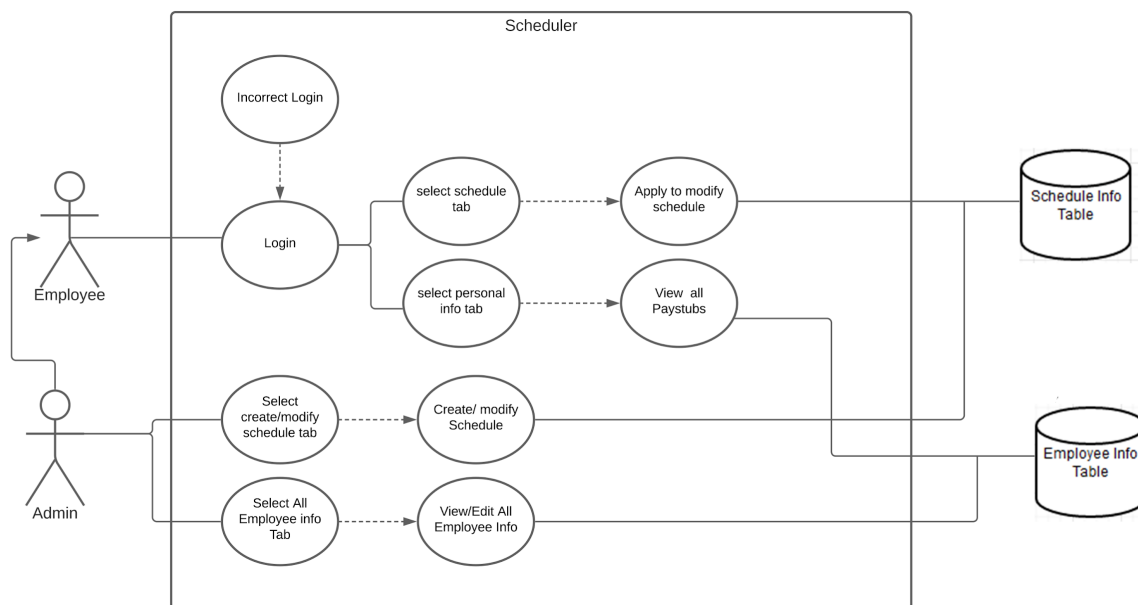 Scheduler
Incorrect Login
select schedule
tab
Apply to modify
schedule
Schedule Info
Table
Login
Employee
select personal
info tab
View all
Paystubs
Select
create/modify
schedule tab
Create/ modify
Schedule
Employee Info
Table
Admin
Select All
Employee info
Tab
View/Edit All
Employee Info